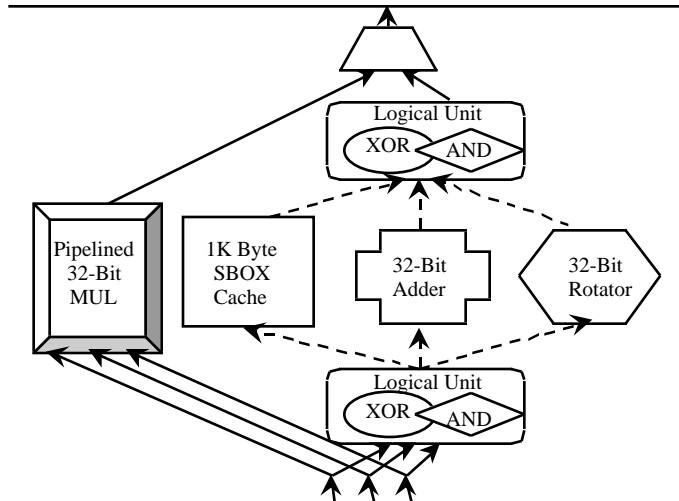 Logical Unit
XOR
AND
Pipelined
32-Bit
MUL
1K Byte
SBOX
Cache
32-Bit
Adder
32-Bit
Rotator
Logical Unit
XOR
AND